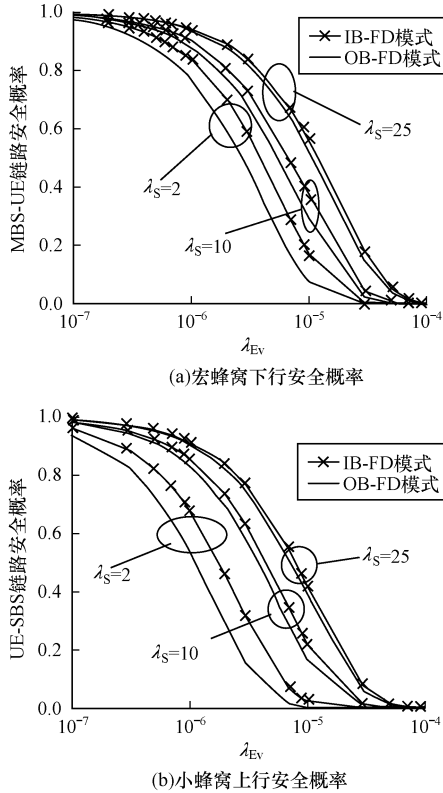 1.0
0.8
0.6
0.4
0.2
0.0
MBS-UE链路安全概率
IB-FD模式
OB-FD模式
λS=25
λS=2
λS=10
10⁻⁷
10⁻⁶
10⁻⁵
10⁻⁴
λEv
(a)宏蜂窝下行安全概率
1.0
0.8
0.6
0.4
0.2
0.0
UE-SBS链路安全概率
IB-FD模式
OB-FD模式
λS=25
λS=2
λS=10
10⁻⁷
10⁻⁶
10⁻⁵
10⁻⁴
λEv
(b)小蜂窝上行安全概率